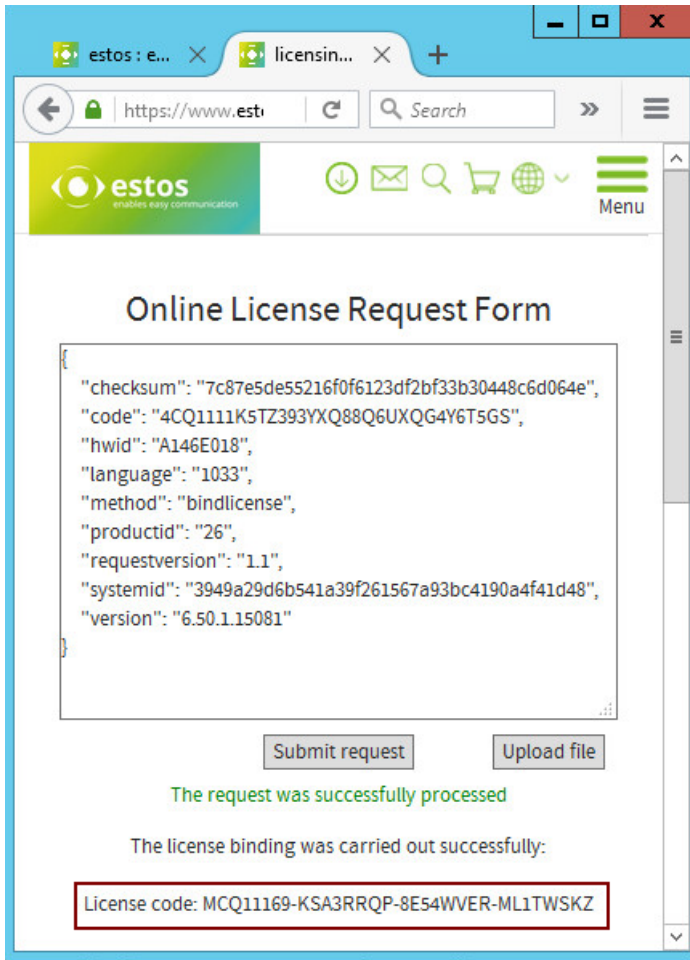 estos : e...
licensin...
https://www.esto
Search
estos
enables easy communication
Menu
Online License Request Form
{
"checksum": "7c87e5de55216f0f6123df2bf33b30448c6d064e",
"code": "4CQ1111K5TZ393YXQ88Q6UXQG4Y6T5GS",
"hwid": "A146E018",
"language": "1033",
"method": "bindlicense",
"productid": "26",
"requestversion": "1.1",
"systemid": "3949a29d6b541a39f261567a93bc4190a4f41d48",
"version": "6.50.1.15081"
}
Submit request
Upload file
The request was successfully processed
The license binding was carried out successfully:
License code: MCQ11169-KSA3RRQP-8E54WVER-ML1TWSKZ